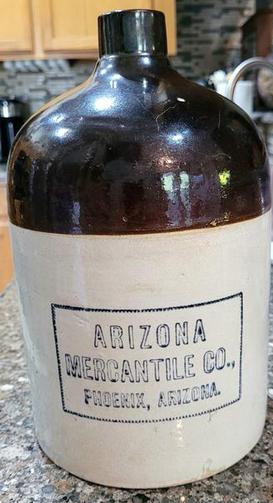 ARIZONA
MERCANTILE CO.,
PHOENIX, ARIZONA.